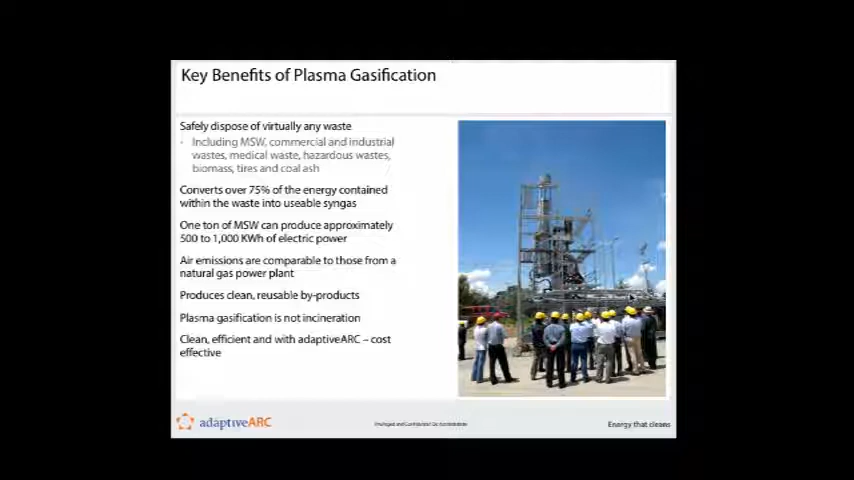 Key Benefits of Plasma Gasification
Safely dispose of virtually any waste
· Including MSW, commercial and industrial
wastes, medical waste, hazardous wastes,
biomass, tires and coal ash
Converts over 75% of the energy contained
within the waste into useable syngas
One ton of MSW can produce approximately
500 to 1,000 KWh of electric power
Air emissions are comparable to those from a
natural gas power plant
Produces clean, reusable by-products
Plasma gasification is not incineration
Clean, efficient and with adaptiveARC – cost
effective
adaptiveARC
Privileged and Confidential
Energy that cleans